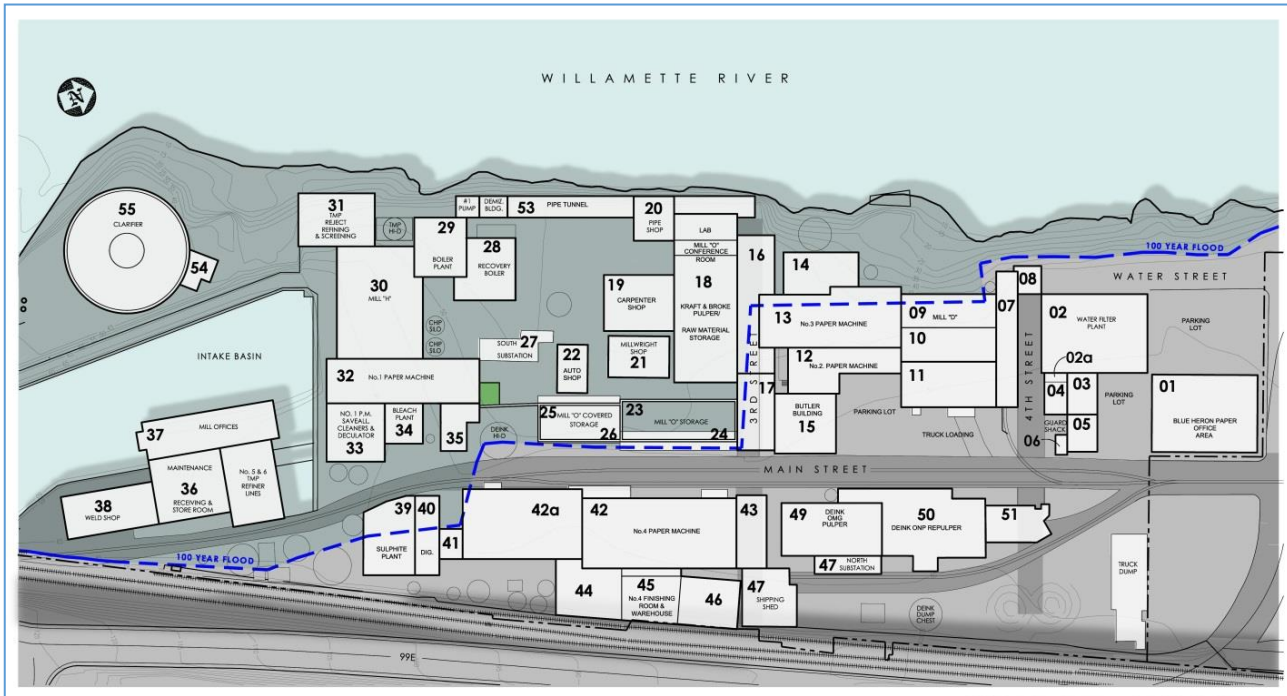 WILLAMETTE RIVER
N
55
CLARIFIER
54
31
TMP
REJECT
REFINING
& SCREENING
TMP
HI-D
29
BOILER
PLANT
#1
PUMP
DEMIZ.
BLDG.
53
PIPE TUNNEL
28
RECOVERY
BOILER
20
PIPE
SHOP
LAB
MILL "O"
CONFERENCE
ROOM
18
KRAFT & BROKE
PULPER/
RAW MATERIAL
STORAGE
16
14
100 YEAR FLOOD
WATER STREET
30
MILL "H"
CHIP
SILO
CHIP
SILO
19
CARPENTER
SHOP
13
No.3 PAPER MACHINE
09
MILL "D"
07
08
02
WATER FILTER
PLANT
PARKING
LOT
INTAKE BASIN
SOUTH
27
SUBSTATION
22
AUTO
SHOP
MILLWRIGHT
SHOP
21
3RD STREET
12
No.2. PAPER MACHINE
10
11
4TH STREET
02a
32
No.1 PAPER MACHINE
17
BUTLER
BUILDING
15
PARKING LOT
04
03
PARKING
LOT
01
BLUE HERON PAPER
OFFICE
AREA
NO. 1 P.M.
SAVEALL,
CLEANERS &
DECULATOR
33
BLEACH
PLANT
34
35
DEINK
HI-D
25
MILL "O" COVERED
STORAGE
26
23
MILL "O" STORAGE
24
TRUCK LOADING
GUARD
SHACK
06
05
37
MILL OFFICES
MAINTENANCE
36
RECEIVING &
STORE ROOM
No. 5 & 6
TMP
REFINER
LINES
38
WELD SHOP
MAIN STREET
39
SULPHITE
PLANT
40
DIG.
41
42a
42
No.4 PAPER MACHINE
43
49
DEINK
OMG
PULPER
50
DEINK ONP REPULPER
51
47
NORTH
SUBSTATION
100 YEAR FLOOD
44
45
No.4 FINISHING
ROOM &
WAREHOUSE
46
47
SHIPPING
SHED
DEINK
DUMP
CHEST
TRUCK
DUMP
99E